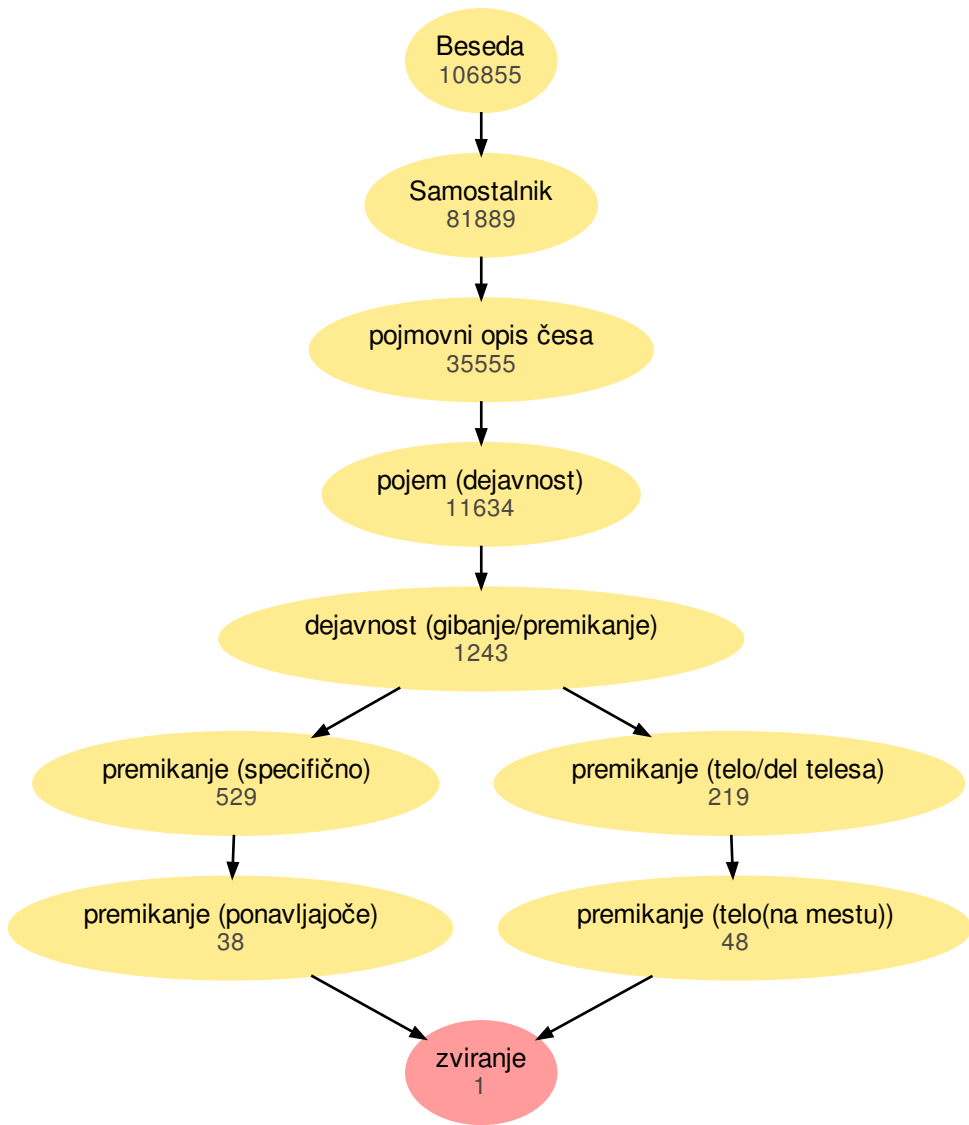 Beseda
106855
Samostalnik
81889
pojmovni opis česa
35555
pojem (dejavnost)
11634
dejavnost (gibanje/premikanje)
1243
premikanje (specifično)
529
premikanje (telo/del telesa)
219
premikanje (ponavljajoče)
38
premikanje (telo(na mestu))
48
zviranje
1